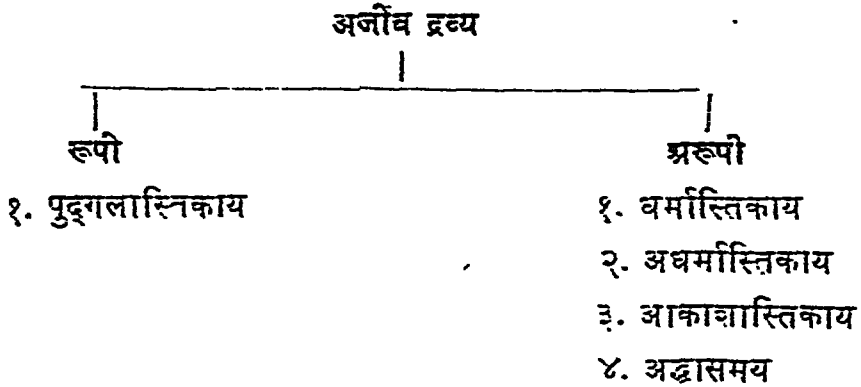 अजीव द्रव्य
रूपी
अरूपी
१. पुद्‌गलास्तिकाय
१. धर्मास्तिकाय
२. अधर्मास्तिकाय
३. आकाशास्तिकाय
४. अद्धासमय